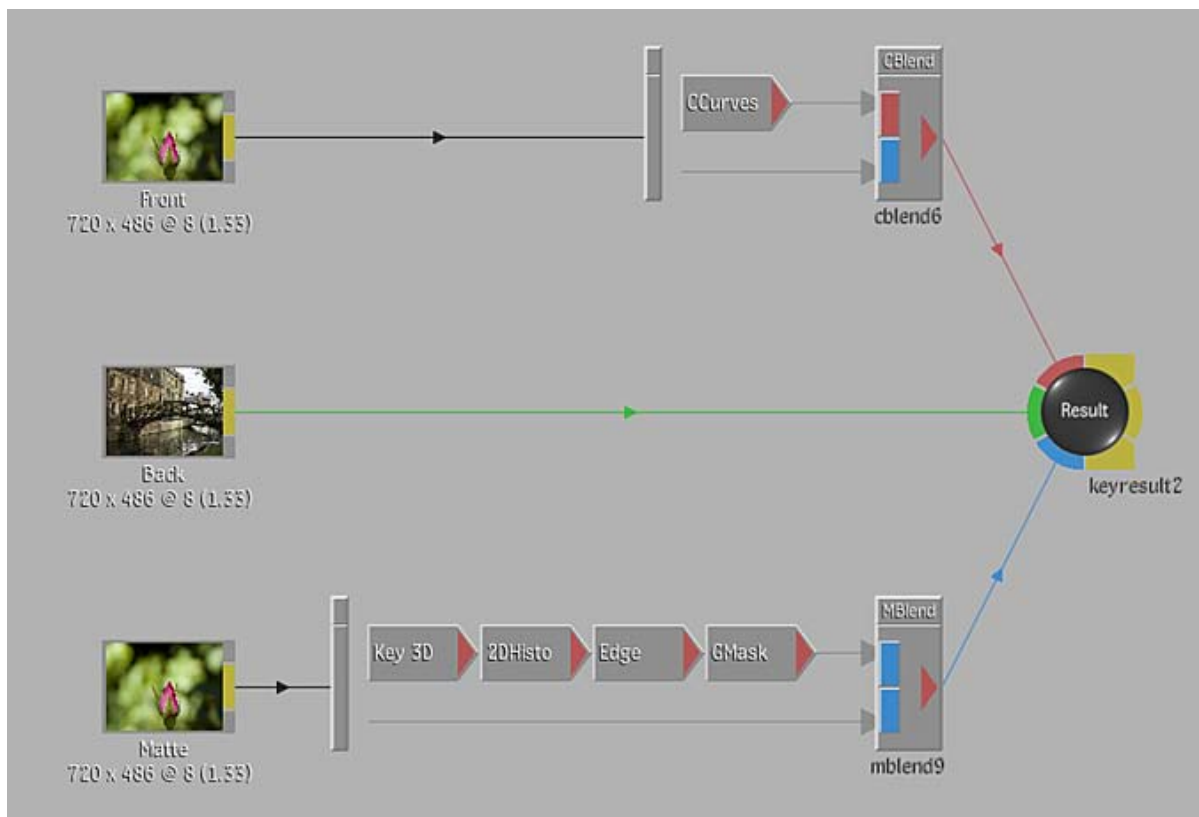 CBlend
CCurves
Front
720 x 486 @ 8 (1.33)
cblend6
Result
Back
720 x 486 @ 8 (1.33)
keyresult2
MBlend
Key 3D
2DHisto
Edge
GMask
Matte
720 x 486 @ 8 (1.33)
mblend9